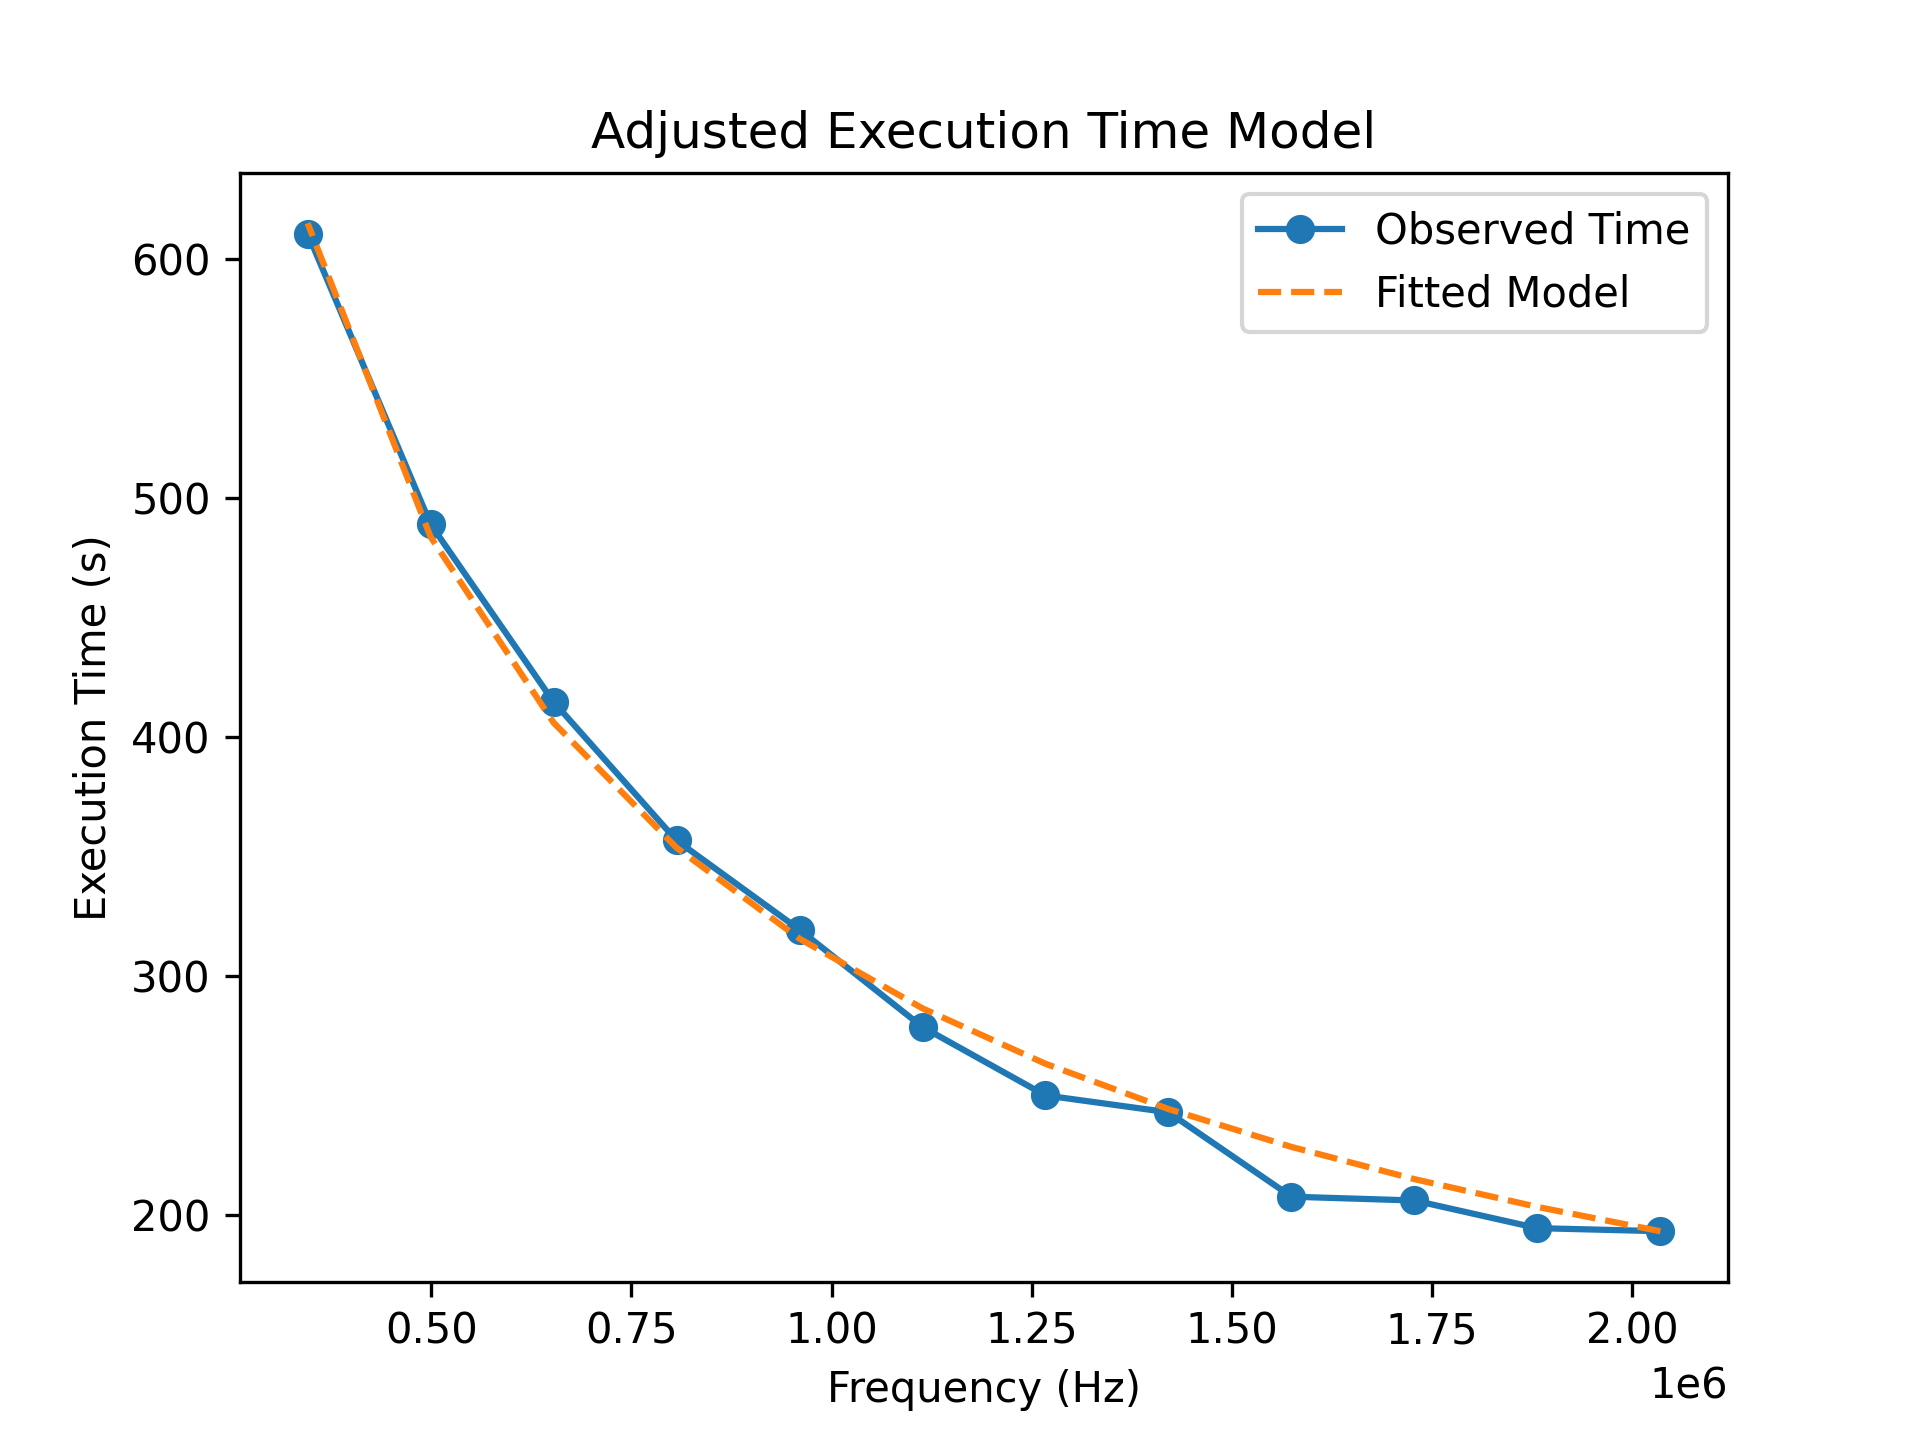 Adjusted Execution Time Model
Observed Time
Fitted Model
600
500
400
300
200
Execution Time (s)
0.50 0.75 1.00 1.25 1.50 1.75 2.00
1e6
Frequency (Hz)